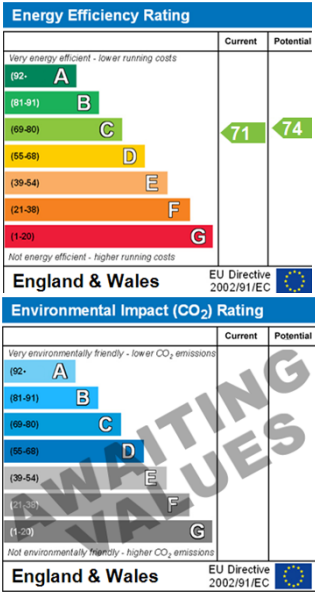 Energy Efficiency Rating
Current Potential
Very energy efficient - lower running costs
(92+ A
(81-91) B
(69-80) C
71 74
(55-68) D
(39-54) E
(21-38) F
(1-20) G
Not energy efficient - higher running costs
England & Wales
EU Directive
2002/91/EC
Environmental Impact (CO₂) Rating
Current Potential
Very environmentally friendly - lower CO₂ emissions
(92+ A
(81-91) B
(69-80) C
(55-68) D
(39-54) E
(21-38) F
(1-20) G
AWAITING
VALUES
Not environmentally friendly - higher CO₂ emissions
England & Wales
EU Directive
2002/91/EC